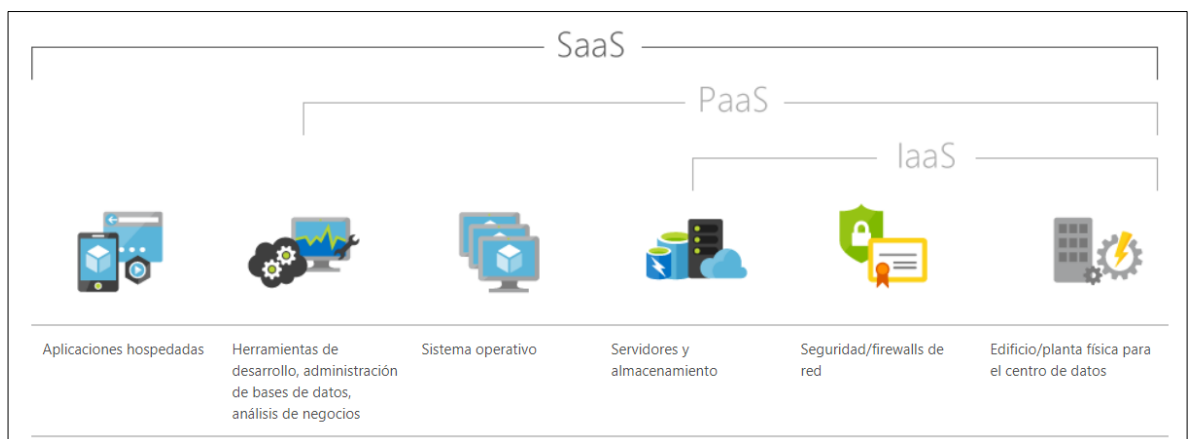 SaaS
PaaS
IaaS
Aplicaciones hospedadas
Herramientas de
desarrollo, administración
de bases de datos,
análisis de negocios
Sistema operativo
Servidores y
almacenamiento
Seguridad/firewalls de
red
Edificio/planta física para
el centro de datos